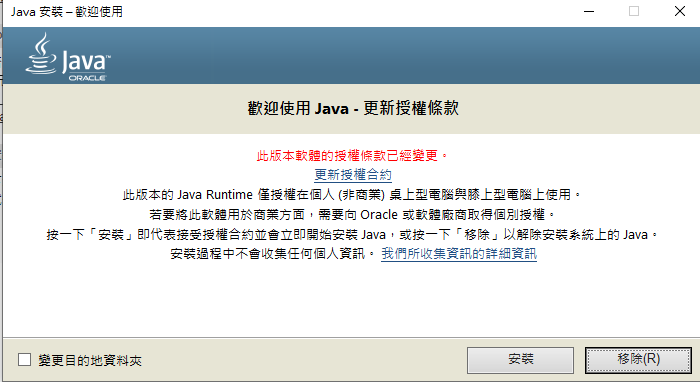 Java 安裝 – 歡迎使用
Java™
ORACLE
歡迎使用 Java - 更新授權條款
此版本軟體的授權條款已經變更。
更新授權合約
此版本的 Java Runtime 僅授權在個人 (非商業) 桌上型電腦與膝上型電腦上使用。
若要將此軟體用於商業方面，需要向 Oracle 或軟體廠商取得個別授權。
按一下「安裝」即代表接受授權合約並會立即開始安裝 Java，或按一下「移除」以解除安裝系統上的 Java。
安裝過程中不會收集任何個人資訊。 我們所收集資訊的詳細資訊
變更目的地資料夾
安裝
移除(R)